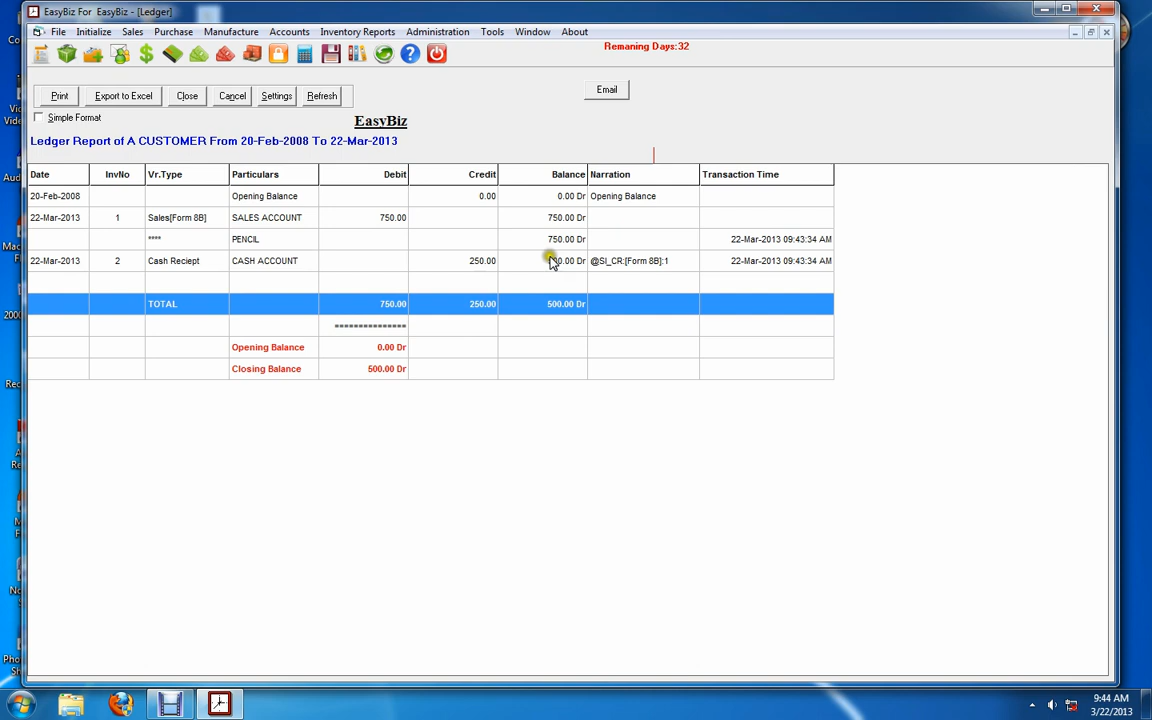 EasyBiz For EasyBiz - [Ledger]
File Initialize Sales Purchase Manufacture Accounts Inventory Reports Administration Tools Window About
Remaning Days:32
Print Export to Excel Close Cancel Settings Refresh Email
Simple Format
EasyBiz
Ledger Report of A CUSTOMER From 20-Feb-2008 To 22-Mar-2013
Date InvNo Vr.Type Particulars Debit Credit Balance Narration Transaction Time
20-Feb-2008 Opening Balance 0.00 0.00 Dr Opening Balance
22-Mar-2013 1 Sales[Form 8B] SALES ACCOUNT 750.00 750.00 Dr
**** PENCIL 750.00 Dr 22-Mar-2013 09:43:34 AM
22-Mar-2013 2 Cash Reciept CASH ACCOUNT 250.00 Dr @SI_CR:[Form 8B]:1 22-Mar-2013 09:43:34 AM
TOTAL 750.00 250.00 500.00 Dr
===============
Opening Balance 0.00 Dr
Closing Balance 500.00 Dr
9:44 AM
3/22/2013